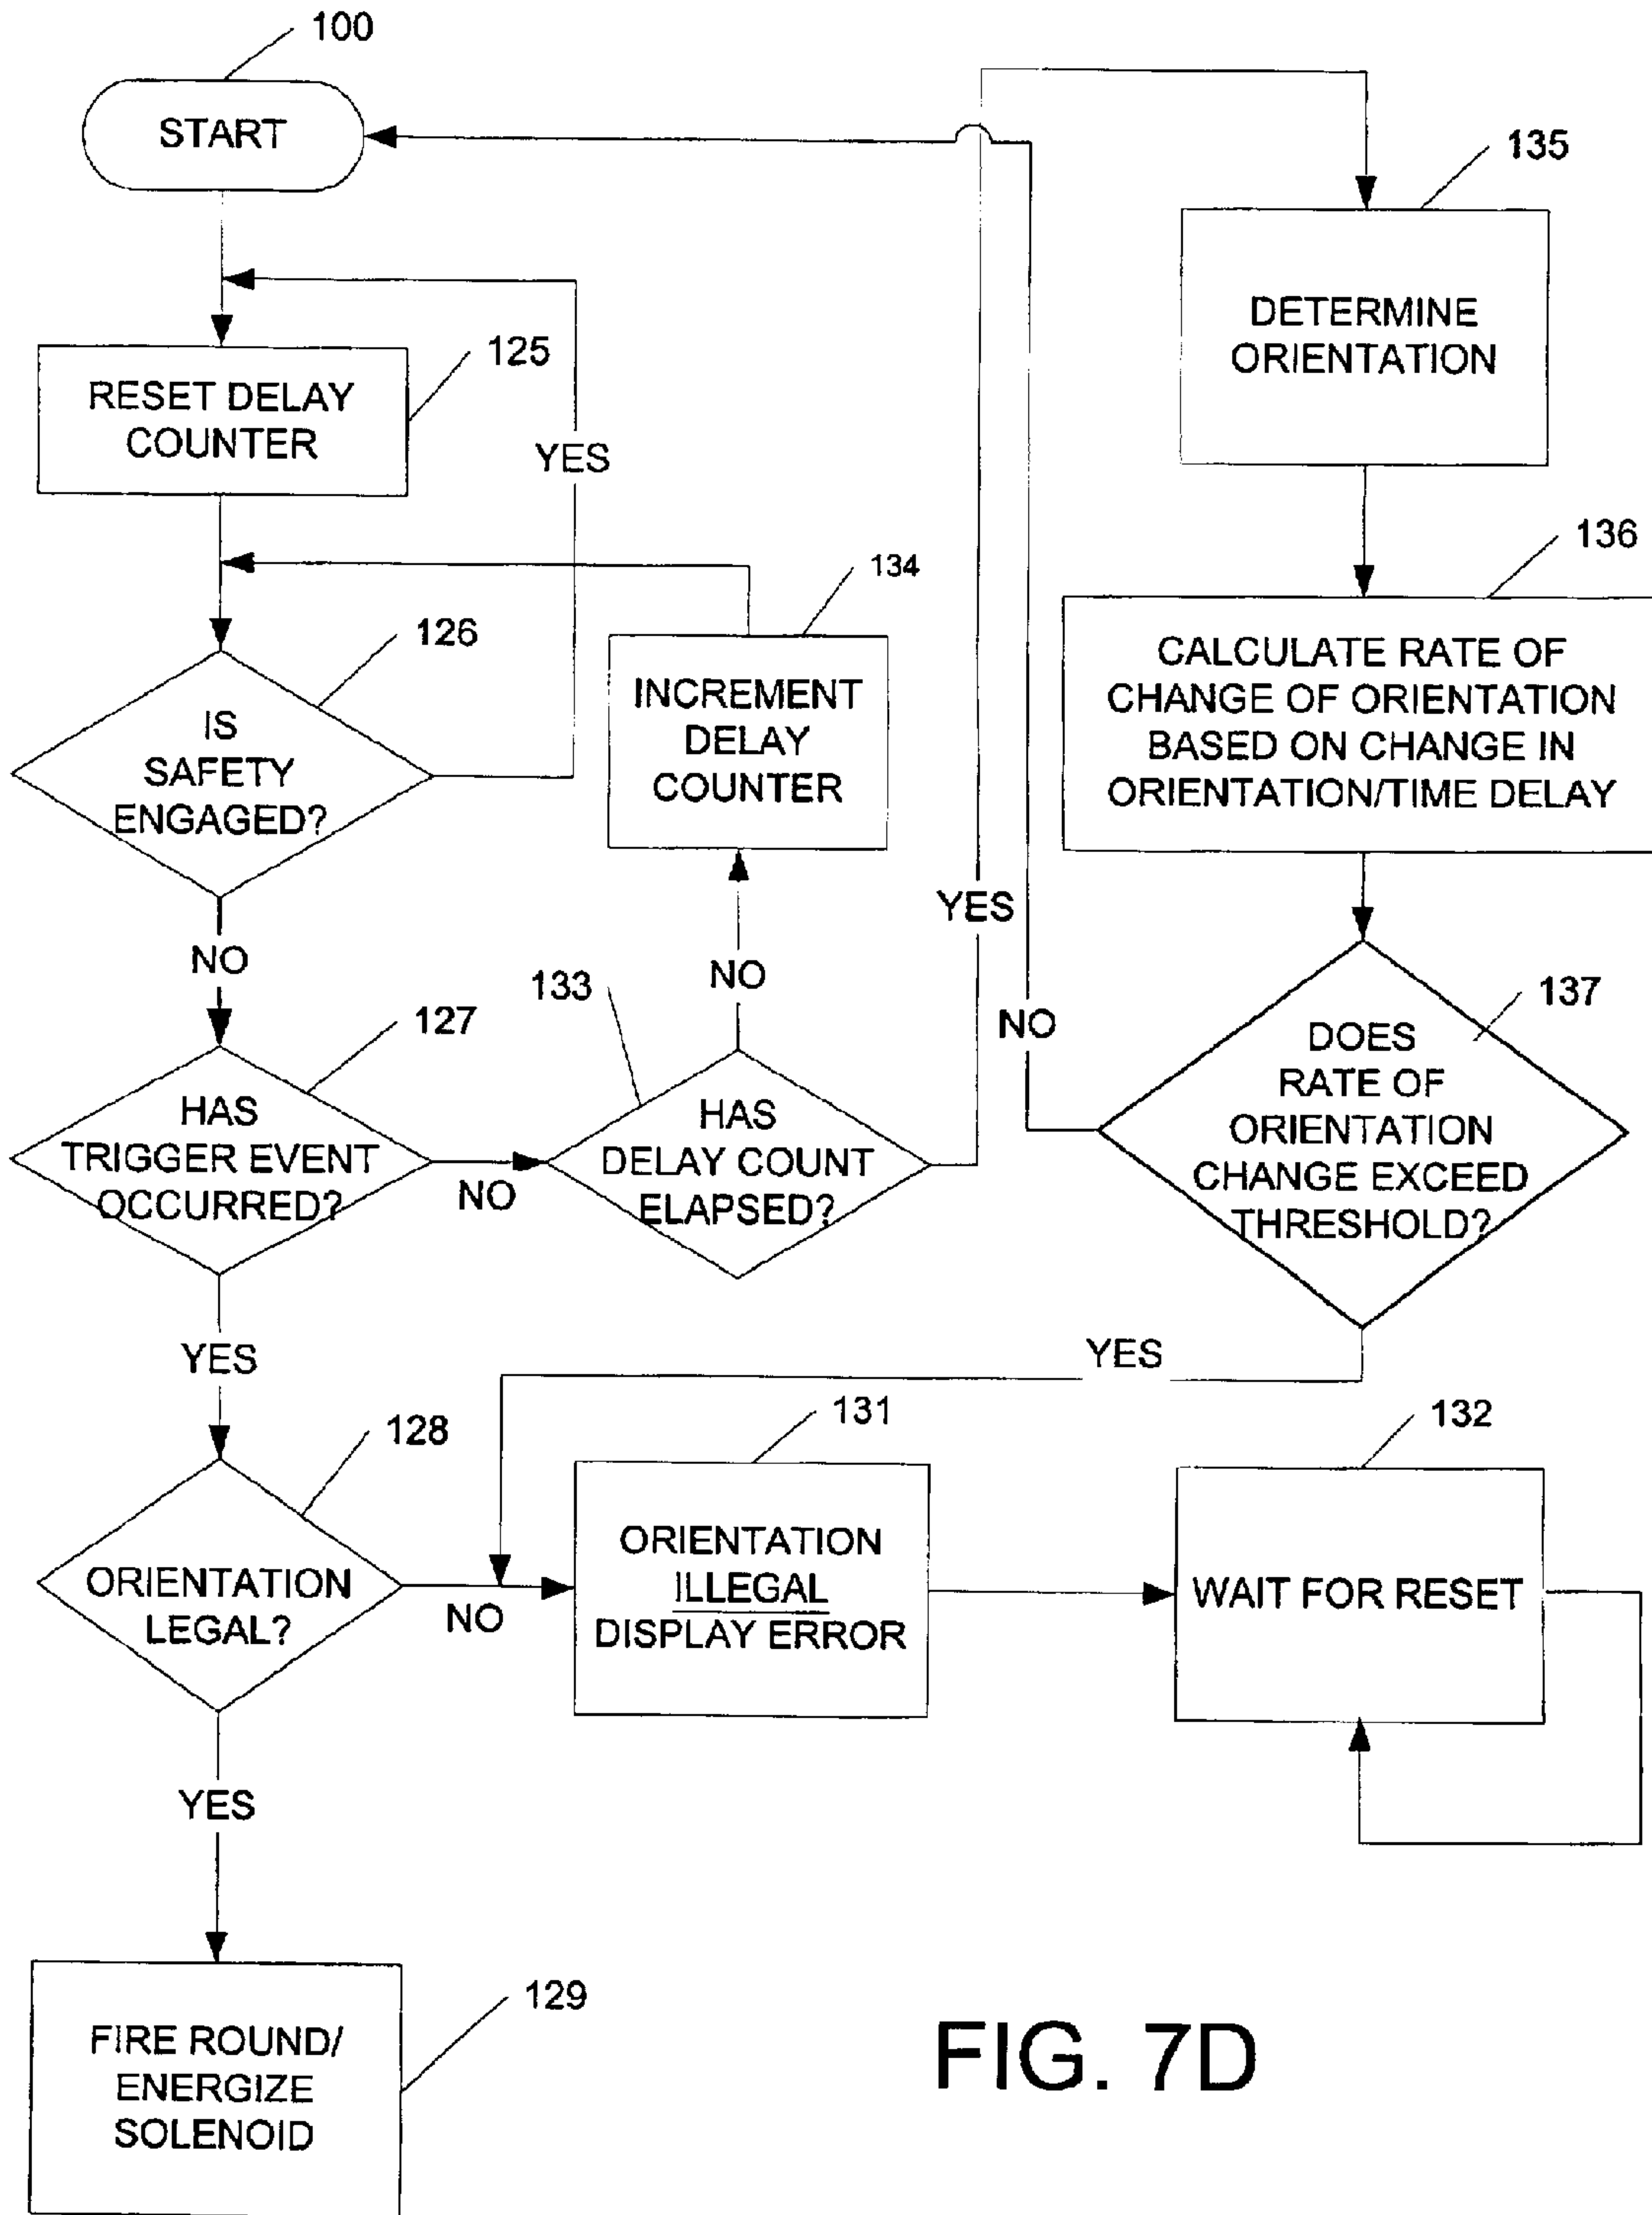 100
START
135
DETERMINE
ORIENTATION
125
RESET DELAY
COUNTER
YES
136
CALCULATE RATE OF
CHANGE OF ORIENTATION
BASED ON CHANGE IN
ORIENTATION/TIME DELAY
134
INCREMENT
DELAY
COUNTER
126
IS
SAFETY
ENGAGED?
YES
NO
NO
133
137
NO
DOES
RATE OF
ORIENTATION
CHANGE EXCEED
THRESHOLD?
127
HAS
TRIGGER EVENT
OCCURRED?
NO
HAS
DELAY COUNT
ELAPSED?
YES
YES
128
ORIENTATION
LEGAL?
NO
131
ORIENTATION
ILLEGAL
DISPLAY ERROR
132
WAIT FOR RESET
YES
129
FIRE ROUND/
ENERGIZE
SOLENOID
FIG. 7D